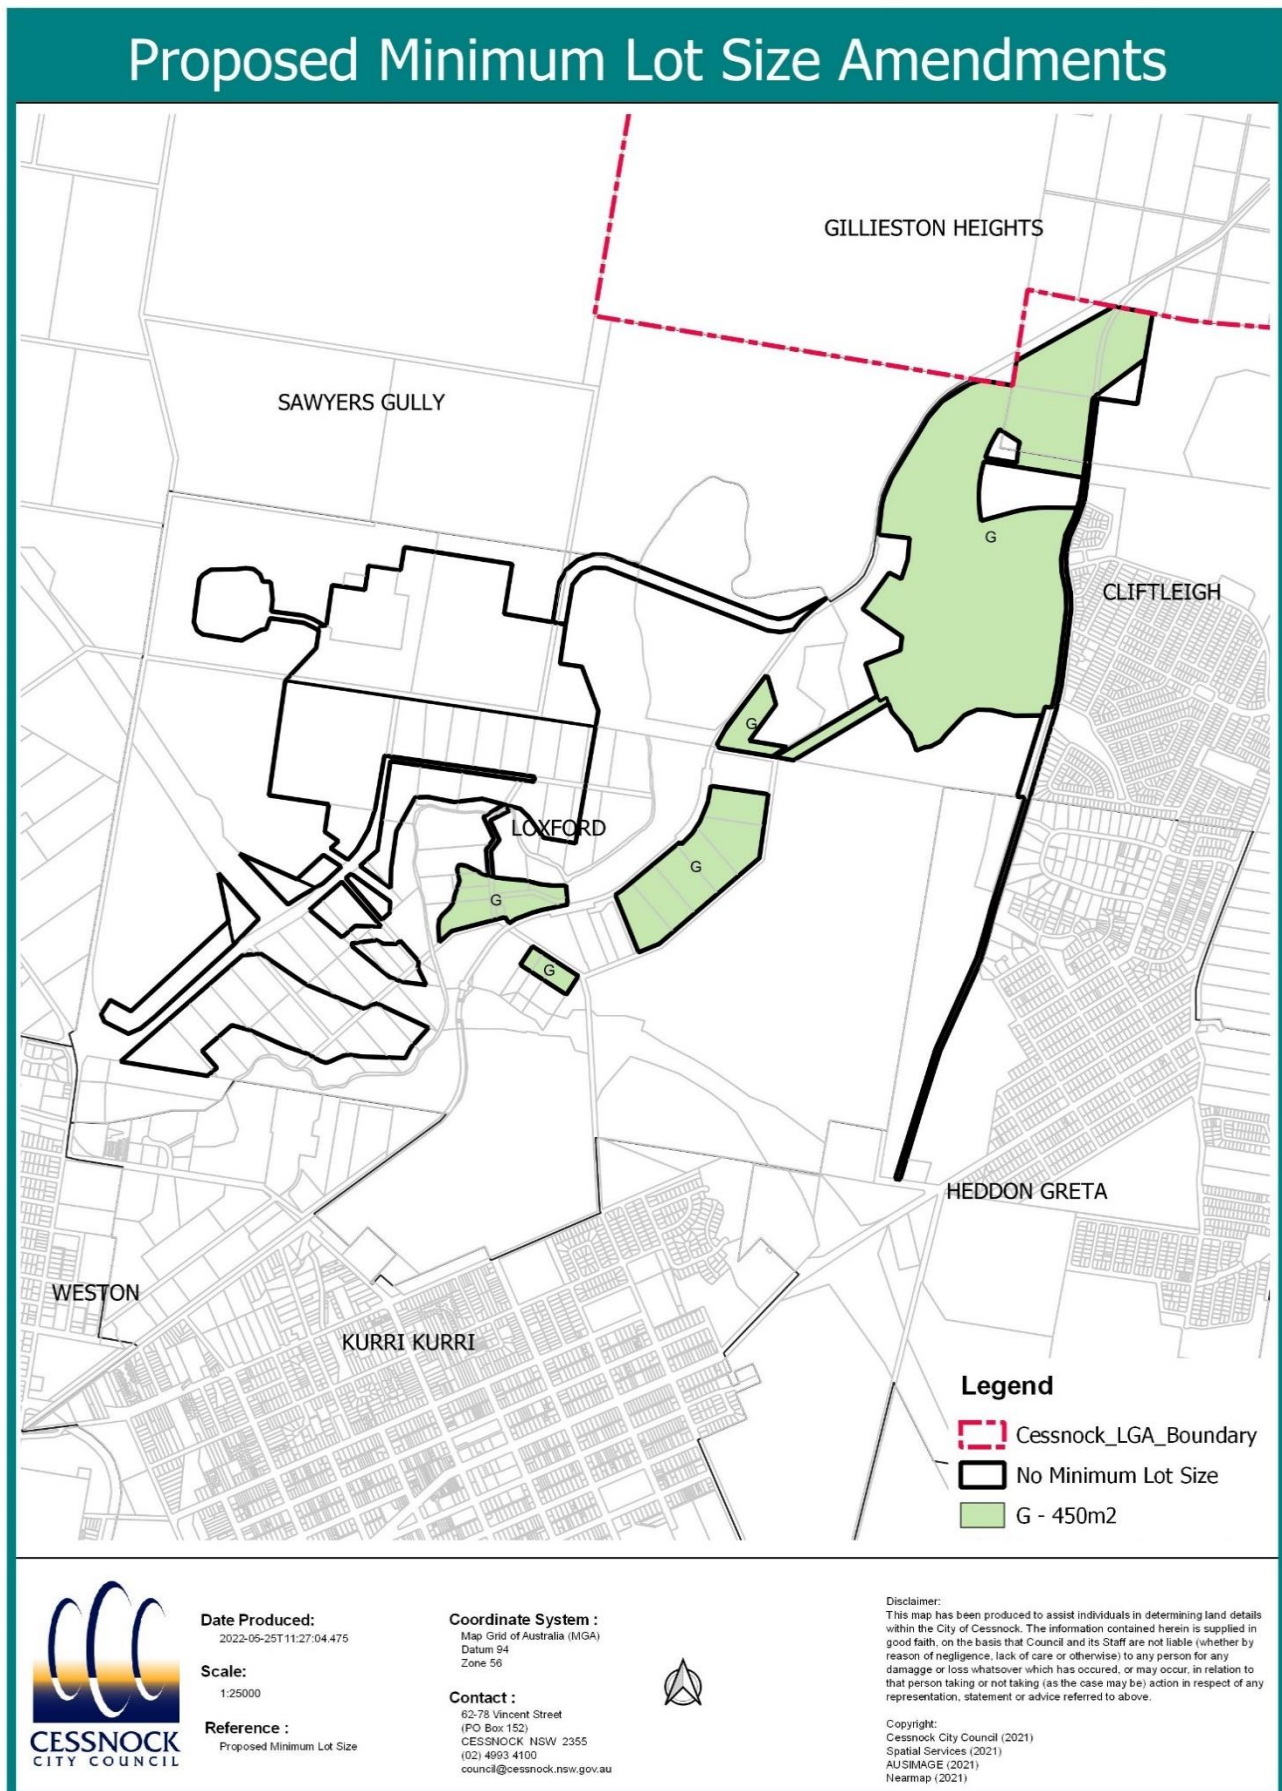 Proposed Minimum Lot Size Amendments
GILLIESTON HEIGHTS
SAWYERS GULLY
G
CLIFTLEIGH
G
LOXFORD
G
G
G
HEDDON GRETA
WESTON
KURRI KURRI
Legend
Cessnock_LGA_Boundary
No Minimum Lot Size
G - 450m2
CESSNOCK
CITY COUNCIL
Date Produced:
2022-05-25T11:27:04.475
Scale:
1:25000
Reference :
Proposed Minimum Lot Size
Coordinate System :
Map Grid of Australia (MGA)
Datum 94
Zone 56
Contact :
62-78 Vincent Street
(PO Box 152)
CESSNOCK NSW 2355
(02) 4993 4100
council@cessnock.nsw.gov.au
Disclaimer:
This map has been produced to assist individuals in determining land details
within the City of Cessnock. The information contained herein is supplied in
good faith, on the basis that Council and its Staff are not liable (whether by
reason of negligence, lack of care or otherwise) to any person for any
damagge or loss whatsover which has occured, or may occur, in relation to
that person taking or not taking (as the case may be) action in respect of any
representation, statement or advice referred to above.
Copyright:
Cessnock City Council (2021)
Spatial Services (2021)
AUSIMAGE (2021)
Nearmap (2021)